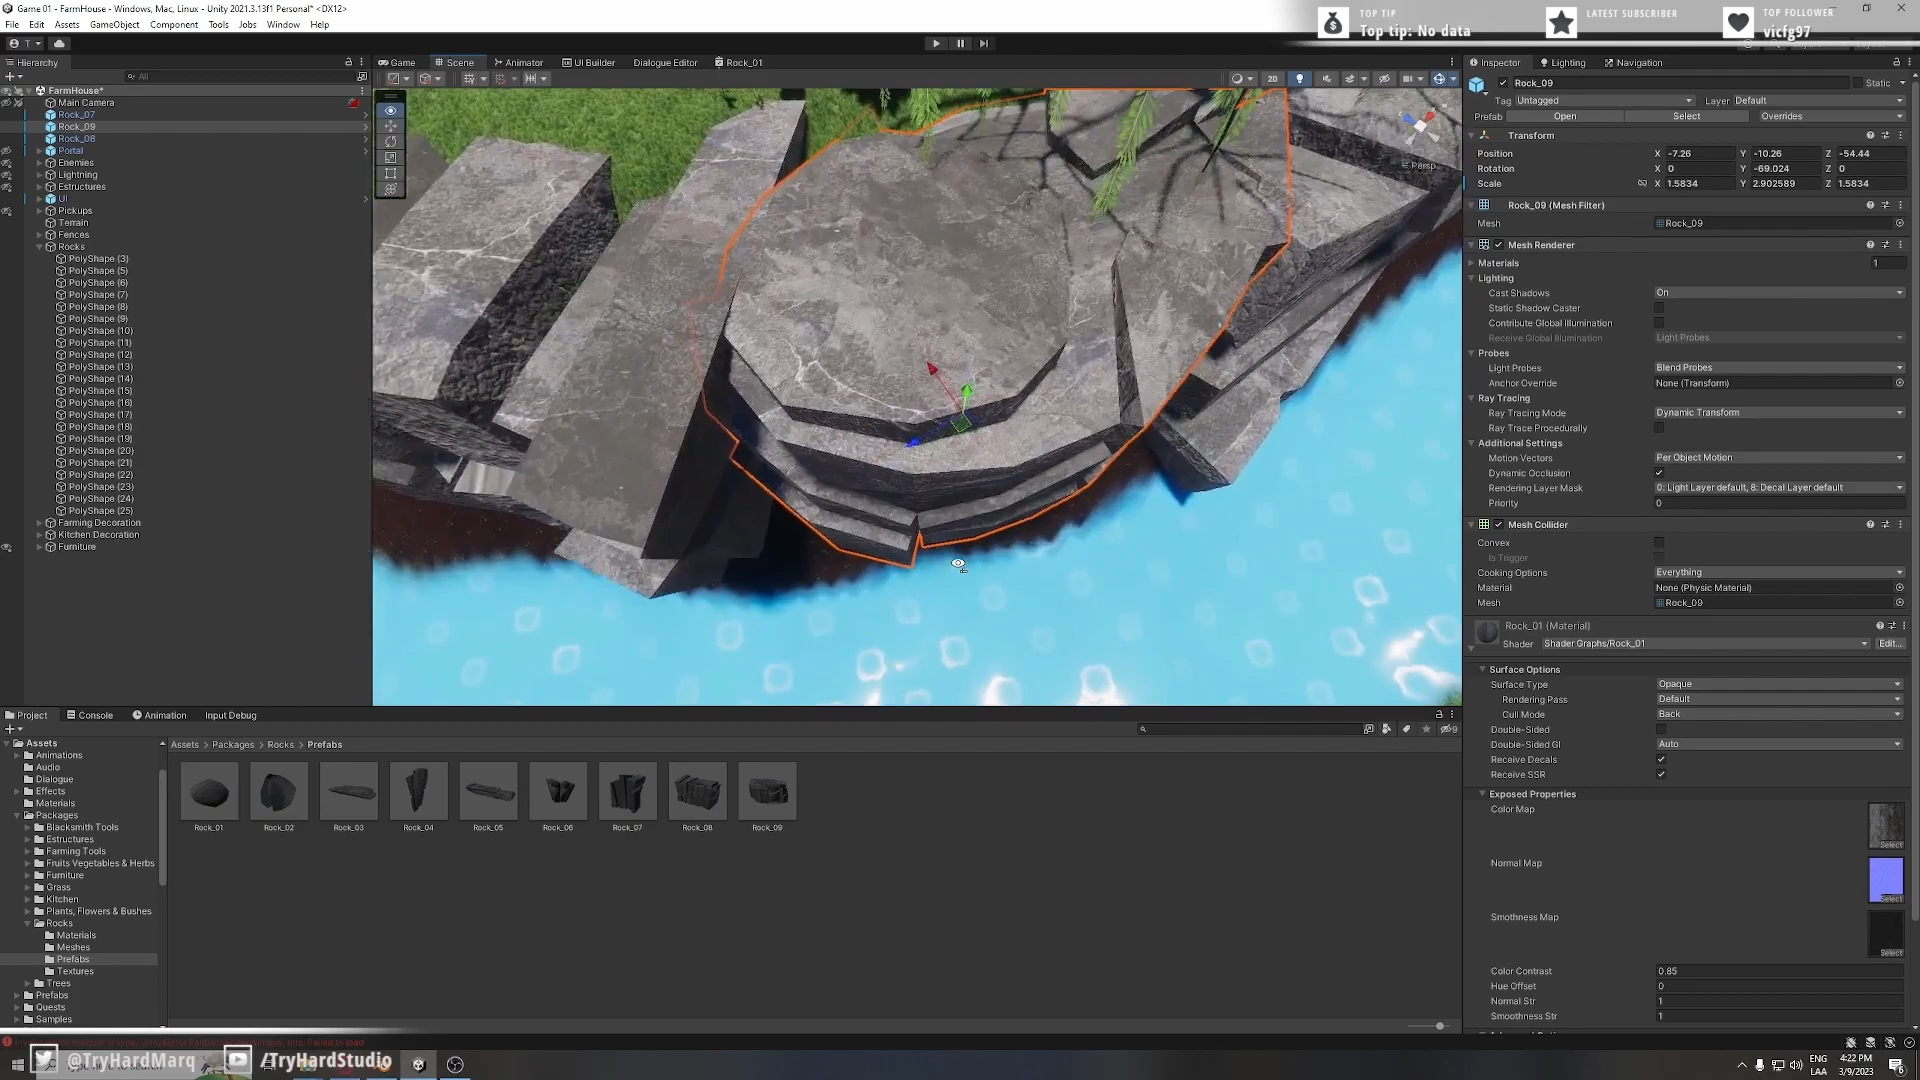 Game 01 - FarmHouse - Windows, Mac, Linux - Unity 2021.3.13f1 Personal* <DX12>
File Edit Assets GameObject Component Tools Services Jobs Window Help
TOP TIP
Top tip: No data
LATEST SUBSCRIBER
TOP FOLLOWER
vicfg97
T
Hierarchy
All
FarmHouse*
Main Camera
Rock_07
Rock_09
Rock_08
Portal
Enemies
Lightning
Estructures
UI
Pickups
Terrain
Fences
Rocks
PolyShape (3)
PolyShape (5)
PolyShape (6)
PolyShape (7)
PolyShape (8)
PolyShape (9)
PolyShape (10)
PolyShape (11)
PolyShape (12)
PolyShape (13)
PolyShape (14)
PolyShape (15)
PolyShape (16)
PolyShape (17)
PolyShape (18)
PolyShape (19)
PolyShape (20)
PolyShape (21)
PolyShape (22)
PolyShape (23)
PolyShape (24)
PolyShape (25)
Farming Decoration
Kitchen Decoration
Furniture
Game Scene Animator UI Builder Dialogue Editor Rock_01
2D
Persp
Inspector Lighting Navigation
Rock_09 Static
Tag Untagged Layer Default
Prefab Open Select Overrides
Transform
Position X -7.26 Y -10.26 Z -54.44
Rotation X 0 Y -69.024 Z 0
Scale X 1.5834 Y 2.902589 Z 1.5834
Rock_09 (Mesh Filter)
Mesh Rock_09
Mesh Renderer
Materials 1
Lighting
Cast Shadows On
Static Shadow Caster
Contribute Global Illumination
Receive Global Illumination Light Probes
Probes
Light Probes Blend Probes
Anchor Override None (Transform)
Ray Tracing
Ray Tracing Mode Dynamic Transform
Ray Trace Procedurally
Additional Settings
Motion Vectors Per Object Motion
Dynamic Occlusion
Rendering Layer Mask 0: Light Layer default, 8: Decal Layer default
Priority 0
Mesh Collider
Convex
Is Trigger
Cooking Options Everything
Material None (Physic Material)
Mesh Rock_09
Rock_01 (Material)
Shader Shader Graphs/Rock_01 Edit...
Surface Options
Surface Type Opaque
Rendering Pass Default
Cull Mode Back
Double-Sided
Double-Sided GI Auto
Receive Decals
Receive SSR
Exposed Properties
Color Map
Select
Normal Map
Select
Smothness Map
Select
Color Contrast 0.85
Hue Offset 0
Normal Str 1
Smoothness Str 1
Project Console Animation Input Debug
9
Assets
Animations
Audio
Dialogue
Effects
Materials
Packages
Blacksmith Tools
Estructures
Farming Tools
Fruits Vegetables & Herbs
Furniture
Grass
Kitchen
Plants, Flowers & Bushes
Rocks
Materials
Meshes
Prefabs
Textures
Trees
Prefabs
Quests
Samples
Assets > Packages > Rocks > Prefabs
Rock_01 Rock_02 Rock_03 Rock_04 Rock_05 Rock_06 Rock_07 Rock_08 Rock_09
@TryHardMarq /TryHardStudio
ENG
LAA
4:22 PM
3/9/2023
6